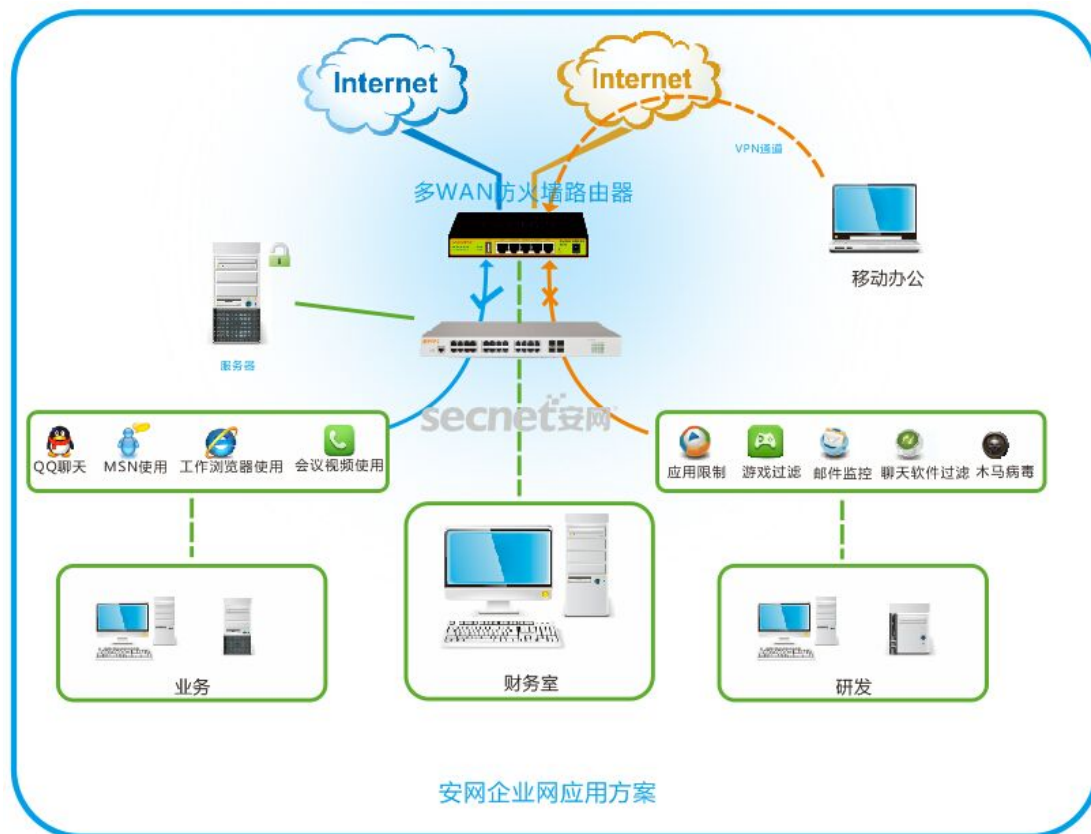 Internet
Internet
VPN通道
多WAN防火墙路由器
移动办公
服务器
secnet安网
QQ聊天
MSN使用
工作浏览器使用
会议视频使用
应用限制
游戏过滤
邮件监控
聊天软件过滤
木马病毒
业务
财务室
研发
安网企业网应用方案